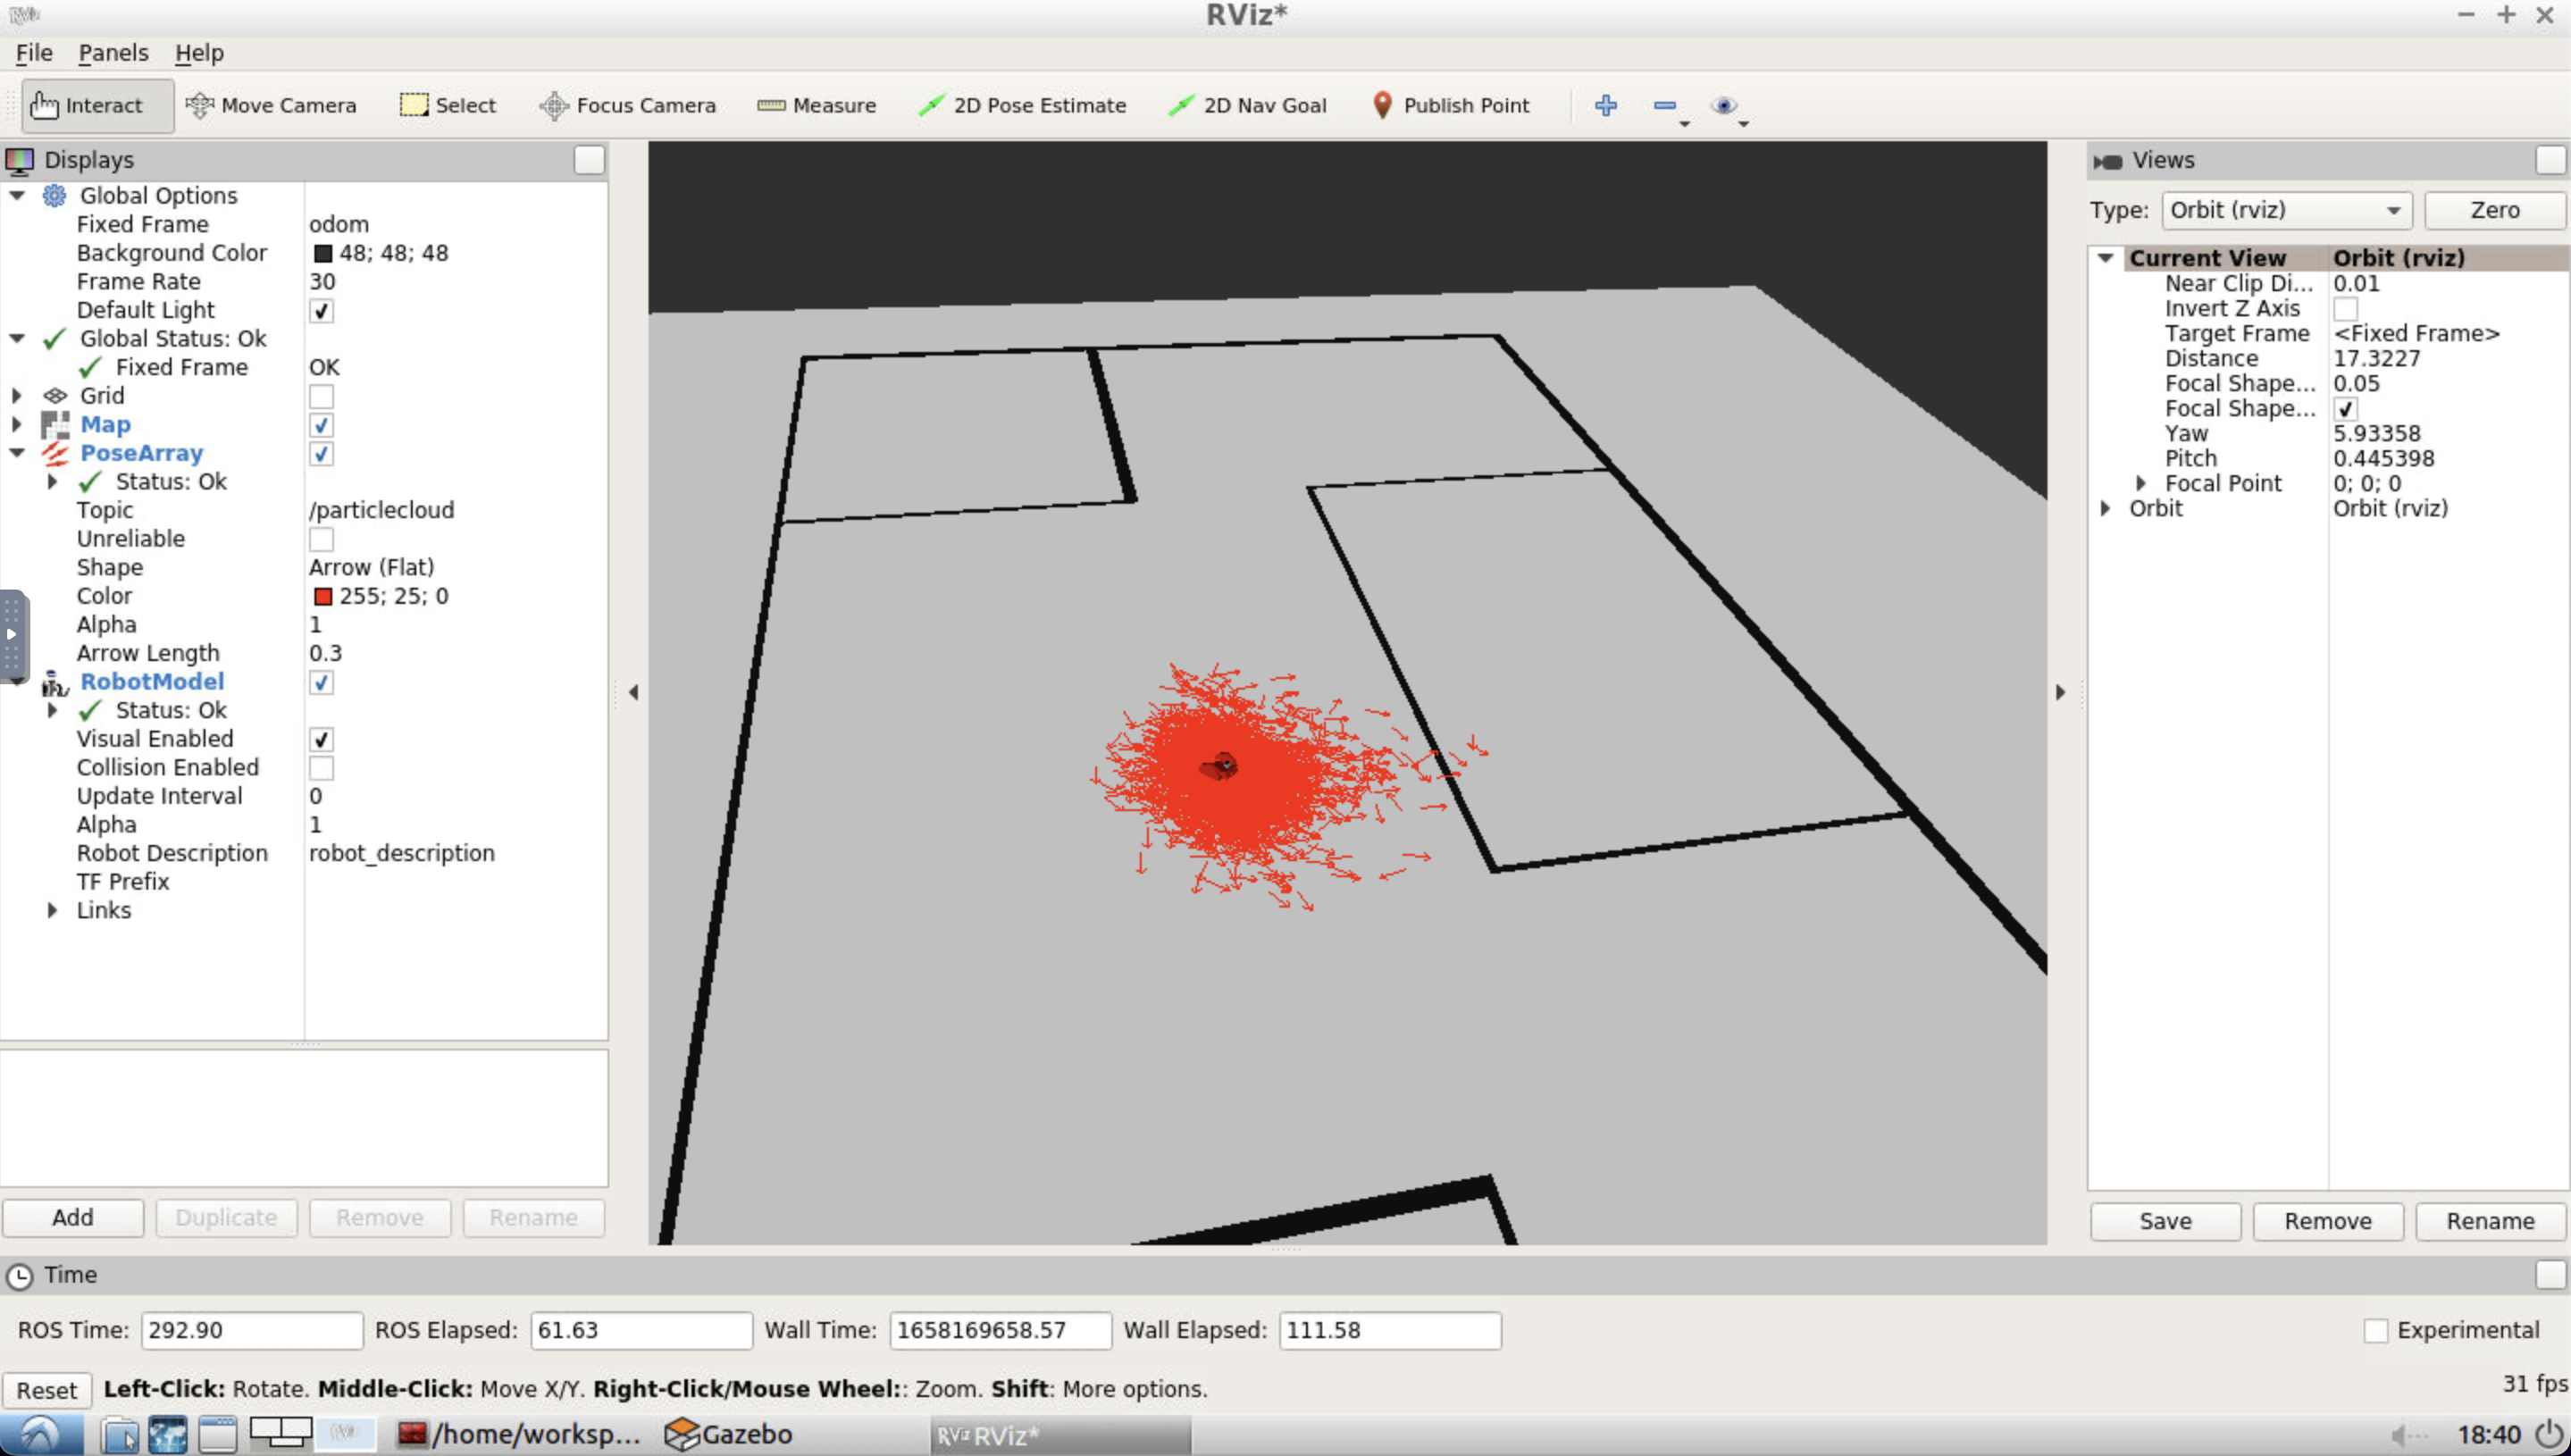 RViz*
File Panels Help
Interact Move Camera Select Focus Camera Measure 2D Pose Estimate 2D Nav Goal Publish Point
Displays
Global Options
Fixed Frame odom
Background Color 48; 48; 48
Frame Rate 30
Default Light
Global Status: Ok
Fixed Frame OK
Grid
Map
PoseArray
Status: Ok
Topic /particlecloud
Unreliable
Shape Arrow (Flat)
Color 255; 25; 0
Alpha 1
Arrow Length 0.3
RobotModel
Status: Ok
Visual Enabled
Collision Enabled
Update Interval 0
Alpha 1
Robot Description robot_description
TF Prefix
Links
Add Duplicate Remove Rename
Views
Type: Orbit (rviz) Zero
Current View Orbit (rviz)
Near Clip Di... 0.01
Invert Z Axis
Target Frame <Fixed Frame>
Distance 17.3227
Focal Shape... 0.05
Focal Shape...
Yaw 5.93358
Pitch 0.445398
Focal Point 0; 0; 0
Orbit Orbit (rviz)
Save Remove Rename
Time
ROS Time: 292.90 ROS Elapsed: 61.63 Wall Time: 1658169658.57 Wall Elapsed: 111.58 Experimental
Reset Left-Click: Rotate. Middle-Click: Move X/Y. Right-Click/Mouse Wheel:: Zoom. Shift: More options. 31 fps
/home/worksp... Gazebo RViz RViz* 18:40